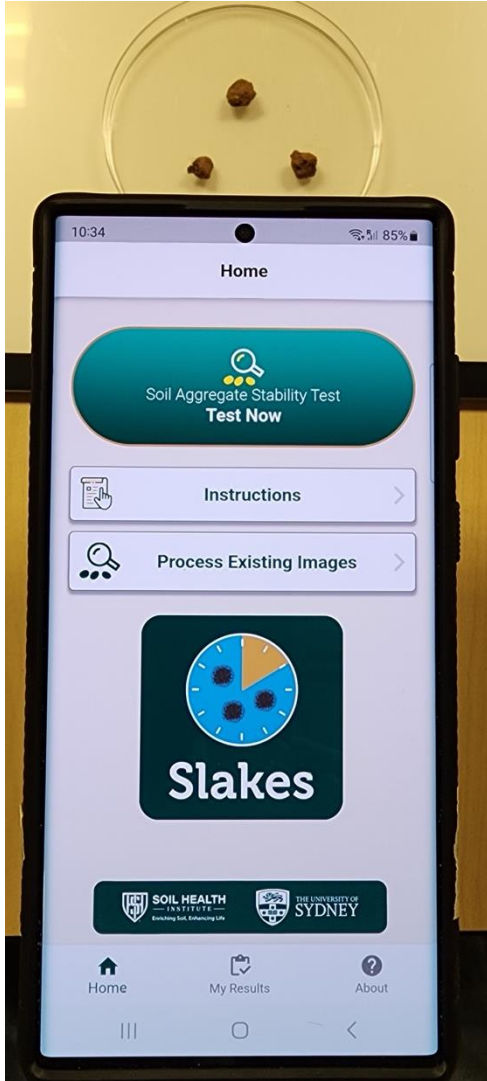 10:34
85%
Home
Soil Aggregate Stability Test
Test Now
Instructions
Process Existing Images
Slakes
SOIL HEALTH
INSTITUTE
Enriching Soil, Enhancing Life
THE UNIVERSITY OF
SYDNEY
Home
My Results
About